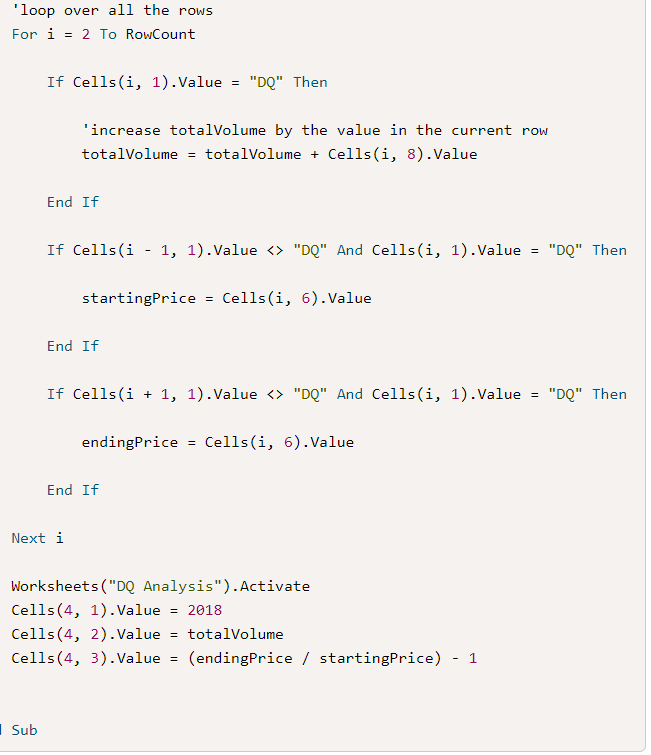 'loop over all the rows
For i = 2 To RowCount
If Cells(i, 1).Value = "DQ" Then
'increase totalVolume by the value in the current row
totalVolume = totalVolume + Cells(i, 8).Value
End If
If Cells(i - 1, 1).Value <> "DQ" And Cells(i, 1).Value = "DQ" Then
startingPrice = Cells(i, 6).Value
End If
If Cells(i + 1, 1).Value <> "DQ" And Cells(i, 1).Value = "DQ" Then
endingPrice = Cells(i, 6).Value
End If
Next i
Worksheets("DQ Analysis").Activate
Cells(4, 1).Value = 2018
Cells(4, 2).Value = totalVolume
Cells(4, 3).Value = (endingPrice / startingPrice) - 1
Sub